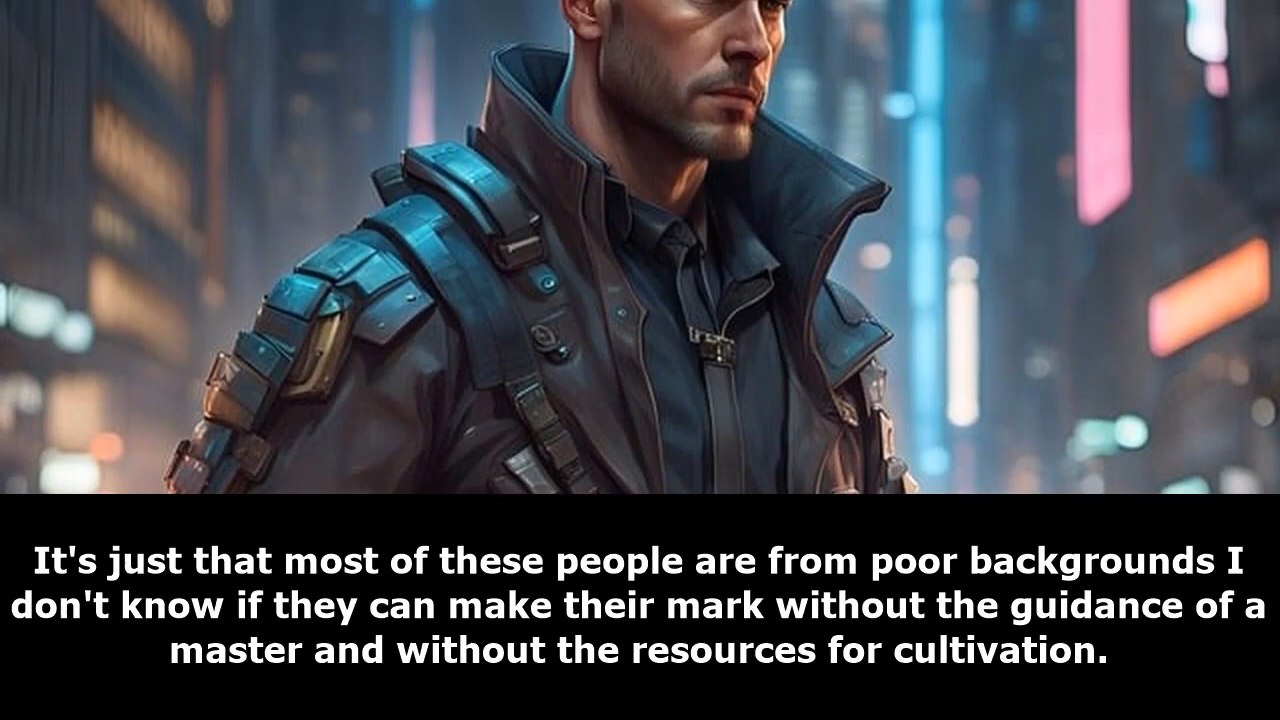 It's just that most of these people are from poor backgrounds I
don't know if they can make their mark without the guidance of a
master and without the resources for cultivation.